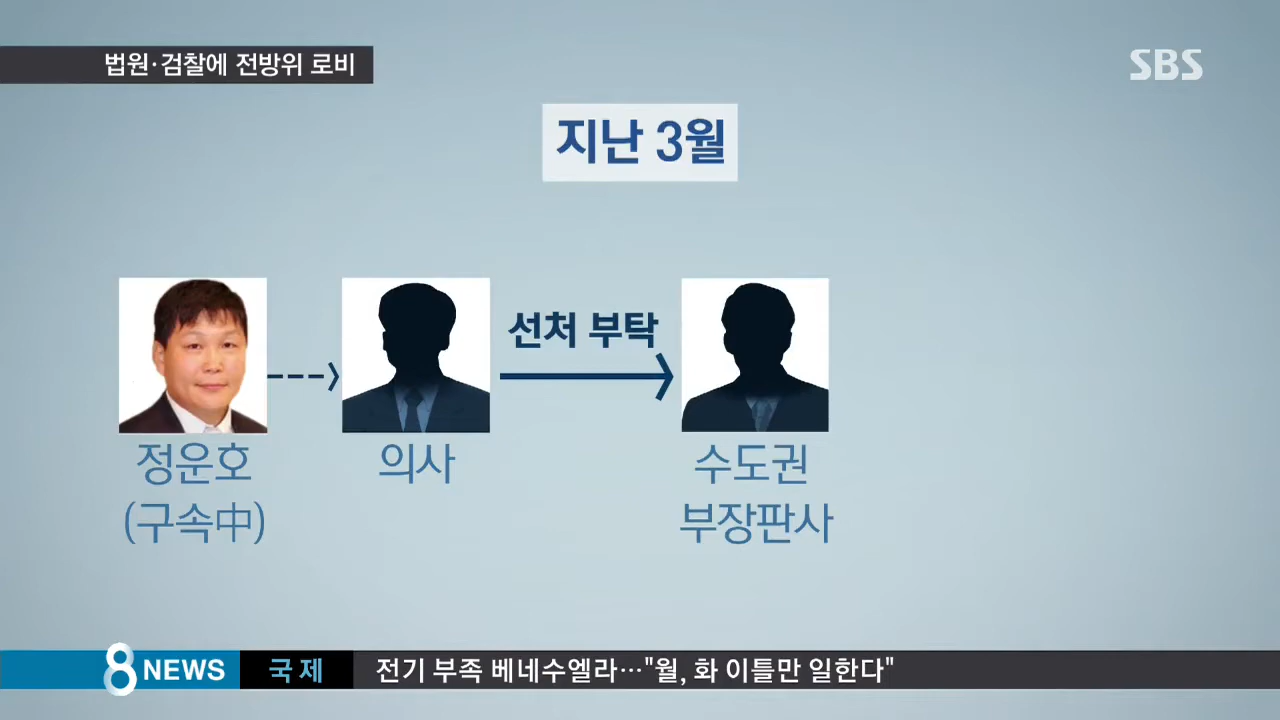 법원·검찰에 전방위 로비
SBS
지난 3월
선처 부탁
정운호
(구속中)
의사
수도권
부장판사
8 NEWS
국제
전기 부족 베네수엘라…"월, 화 이틀만 일한다"